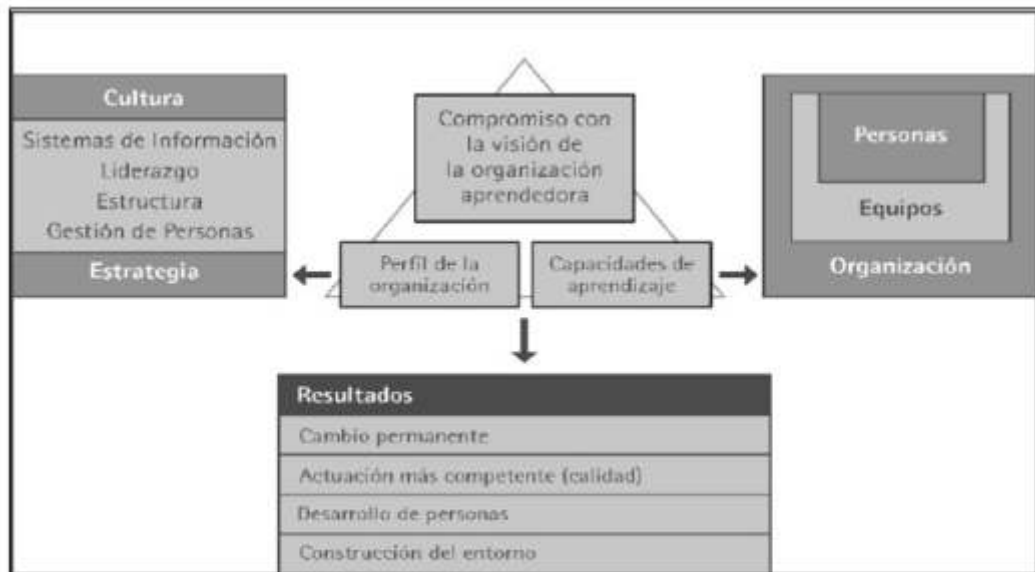 Cultura
Sistemas de Información
Liderazgo
Estructura
Gestión de Personas
Estrategia
Compromiso con
la visión de
la organización
aprendedora
Perfil de la
organización
Capacidades de
aprendizaje
Personas
Equipos
Organización
Resultados
Cambio permanente
Actuación más competente (calidad)
Desarrollo de personas
Construcción del entorno